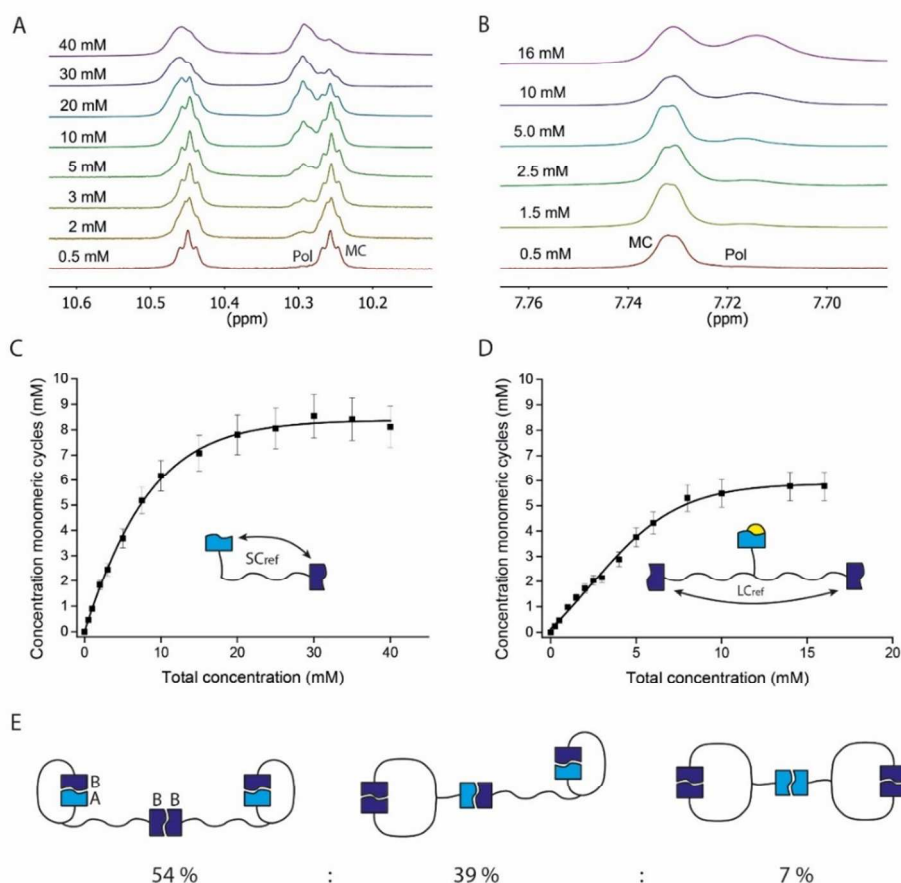 A
40 mM
30 mM
20 mM
10 mM
5 mM
3 mM
2 mM
0.5 mM
Pol
MC
10.6 10.5 10.4 10.3 10.2
(ppm)
B
16 mM
10 mM
5.0 mM
2.5 mM
1.5 mM
0.5 mM
MC
Pol
7.76 7.74 7.73 7.71 7.70
(ppm)
C
Concentration monomeric cycles (mM)
10
9
8
7
6
5
4
3
2
1
0
SCref
0 10 20 30 40
Total concentration (mM)
D
Concentration monomeric cycles (mM)
10
9
8
7
6
5
4
3
2
1
0
LCref
0 5 10 15 20
Total concentration (mM)
E
B
A
B B
54 % : 39 % : 7 %